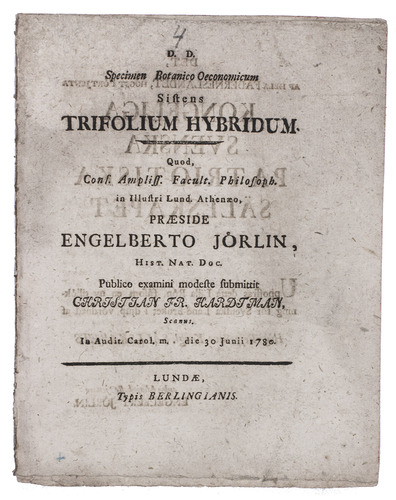 4
D. D.
Specimen Botanico Oeconomicum
Siſtens
TRIFOLIUM HYBRIDUM.
Quod,
Conſ. Ampliſſ. Facult. Philoſoph.
in Illuſtri Lund. Athenæo,
PRÆSIDE
ENGELBERTO JÖRLIN,
HIST. NAT. DOC.
Publico examini modeſte ſubmittit
CHRISTIAN FR. HARDTMAN,
Scanus.
In Audit. Carol. m. die 30 Junii 1780.
LUNDÆ,
Typis BERLINGIANIS.